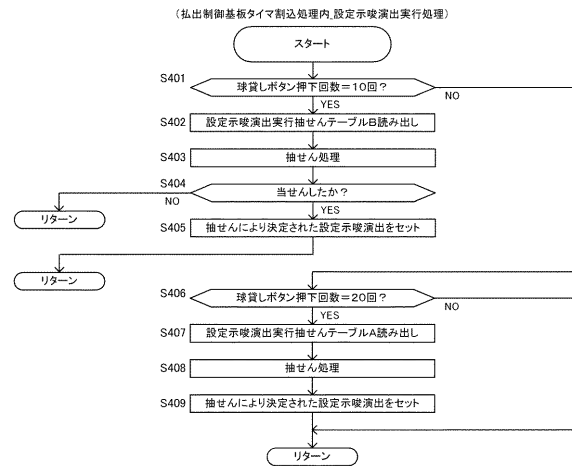 (払出制御基板タイマ割込処理内_設定示唆演出実行処理)
スタート
S401
球貸しボタン押下回数=10回?
NO
YES
S402
設定示唆演出実行抽せんテーブルB読み出し
S403
抽せん処理
S404
当せんしたか?
NO
YES
リターン
S405
抽せんにより決定された設定示唆演出をセット
リターン
S406
球貸しボタン押下回数=20回?
NO
YES
S407
設定示唆演出実行抽せんテーブルA読み出し
S408
抽せん処理
S409
抽せんにより決定された設定示唆演出をセット
リターン